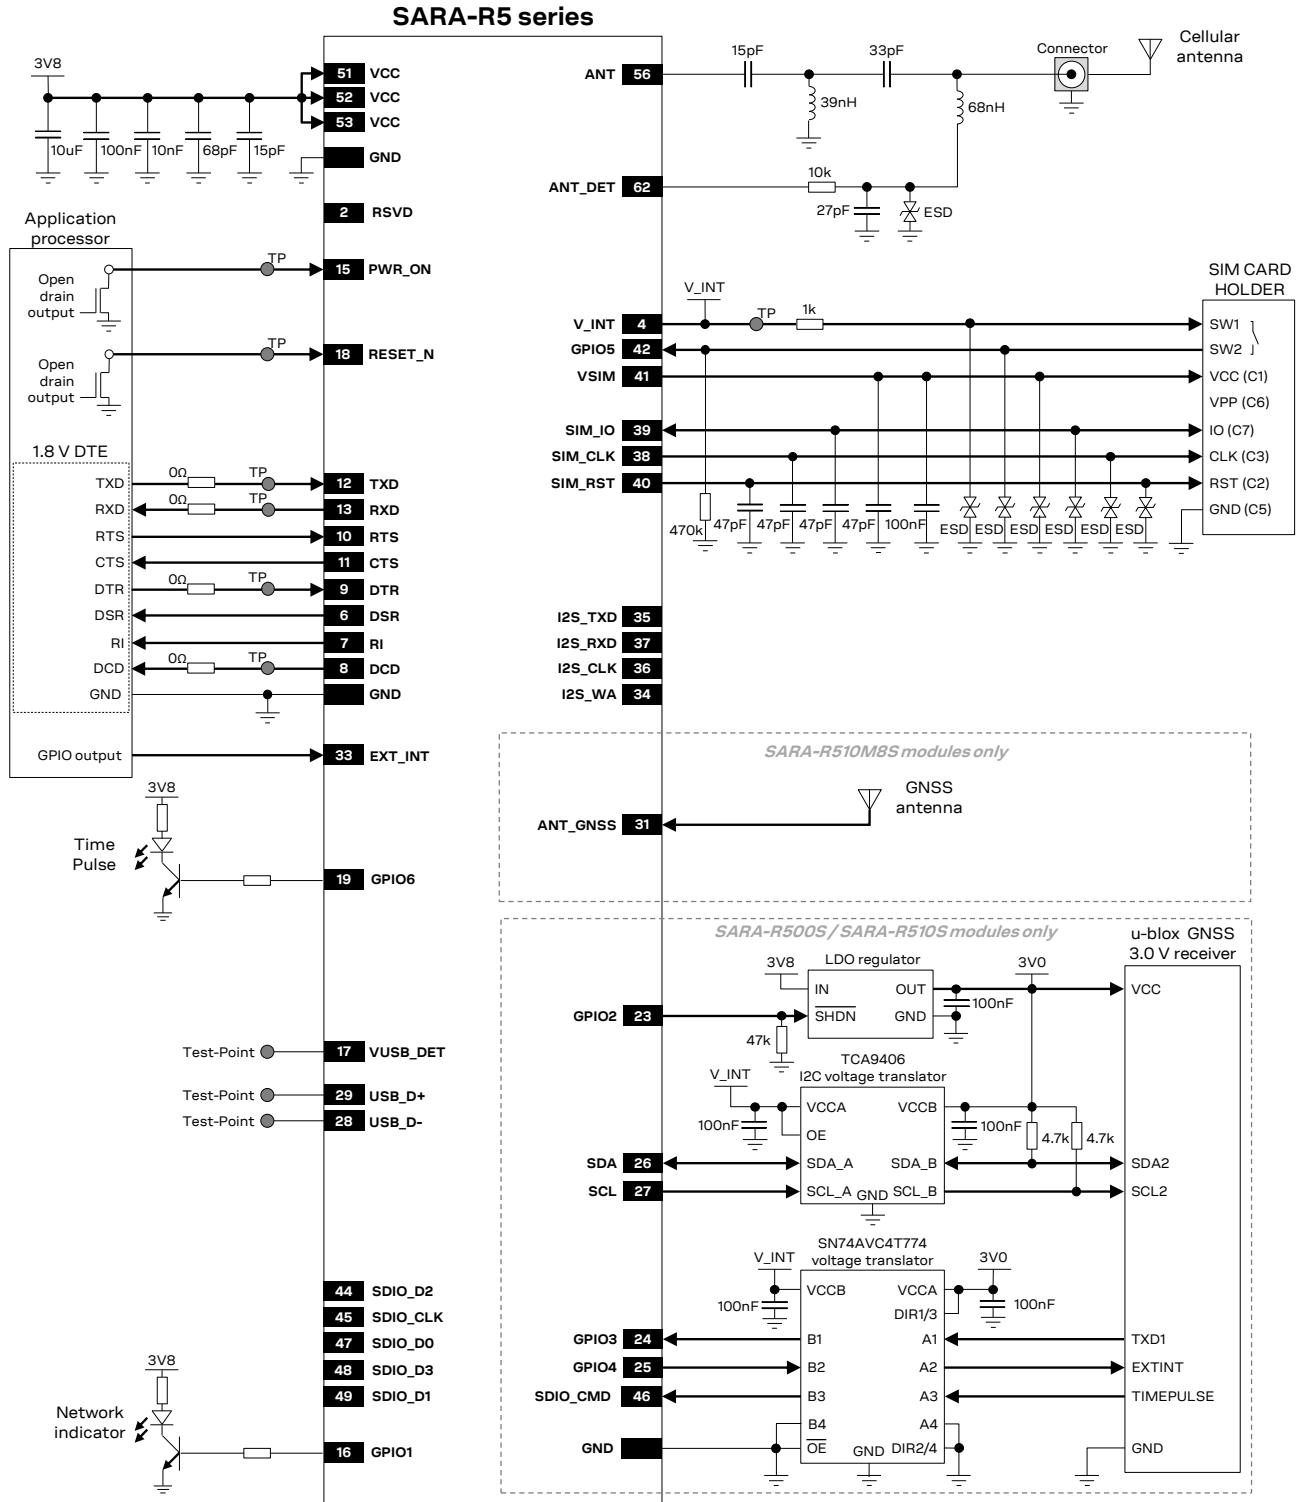 SARA-R5 series
3V8
10uF
100nF
10nF
68pF
15pF
51 VCC
52 VCC
53 VCC
GND
2 RSVD
Application
processor
Open
drain
output
TP
15 PWR_ON
Open
drain
output
TP
18 RESET_N
1.8 V DTE
TXD 0Ω TP 12 TXD
RXD 0Ω TP 13 RXD
RTS 10 RTS
CTS 11 CTS
DTR 0Ω TP 9 DTR
DSR 6 DSR
RI 7 RI
DCD 0Ω TP 8 DCD
GND GND
GPIO output 33 EXT_INT
3V8
Time
Pulse
19 GPIO6
Test-Point 17 VUSB_DET
Test-Point 29 USB_D+
Test-Point 28 USB_D-
44 SDIO_D2
45 SDIO_CLK
47 SDIO_D0
48 SDIO_D3
49 SDIO_D1
3V8
Network
indicator
16 GPIO1
ANT 56
15pF
33pF
39nH
68nH
Connector
Cellular
antenna
ANT_DET 62
10k
27pF
ESD
SIM CARD
HOLDER
V_INT
V_INT 4 TP 1k SW1
GPIO5 42 SW2
VSIM 41 VCC (C1)
VPP (C6)
SIM_IO 39 IO (C7)
SIM_CLK 38 CLK (C3)
SIM_RST 40 RST (C2)
GND (C5)
470k
47pF
47pF
47pF
47pF
100nF
ESD
ESD
ESD
ESD
ESD
ESD
I2S_TXD 35
I2S_RXD 37
I2S_CLK 36
I2S_WA 34
SARA-R510M8S modules only
GNSS
antenna
ANT_GNSS 31
SARA-R500S / SARA-R510S modules only
u-blox GNSS
3.0 V receiver
3V8
LDO regulator
3V0
IN OUT
100nF
VCC
GPIO2 23
SHDN GND
47k
TCA9406
I2C voltage translator
V_INT
VCCA VCCB
100nF
100nF
OE
4.7k
4.7k
SDA 26 SDA_A SDA_B SDA2
SCL 27 SCL_A GND SCL_B SCL2
SN74AVC4T774
voltage translator
V_INT
3V0
VCCB VCCA
100nF
100nF
DIR1/3
GPIO3 24 B1 A1 TXD1
GPIO4 25 B2 A2 EXTINT
SDIO_CMD 46 B3 A3 TIMEPULSE
B4 A4
GND OE GND DIR2/4 GND